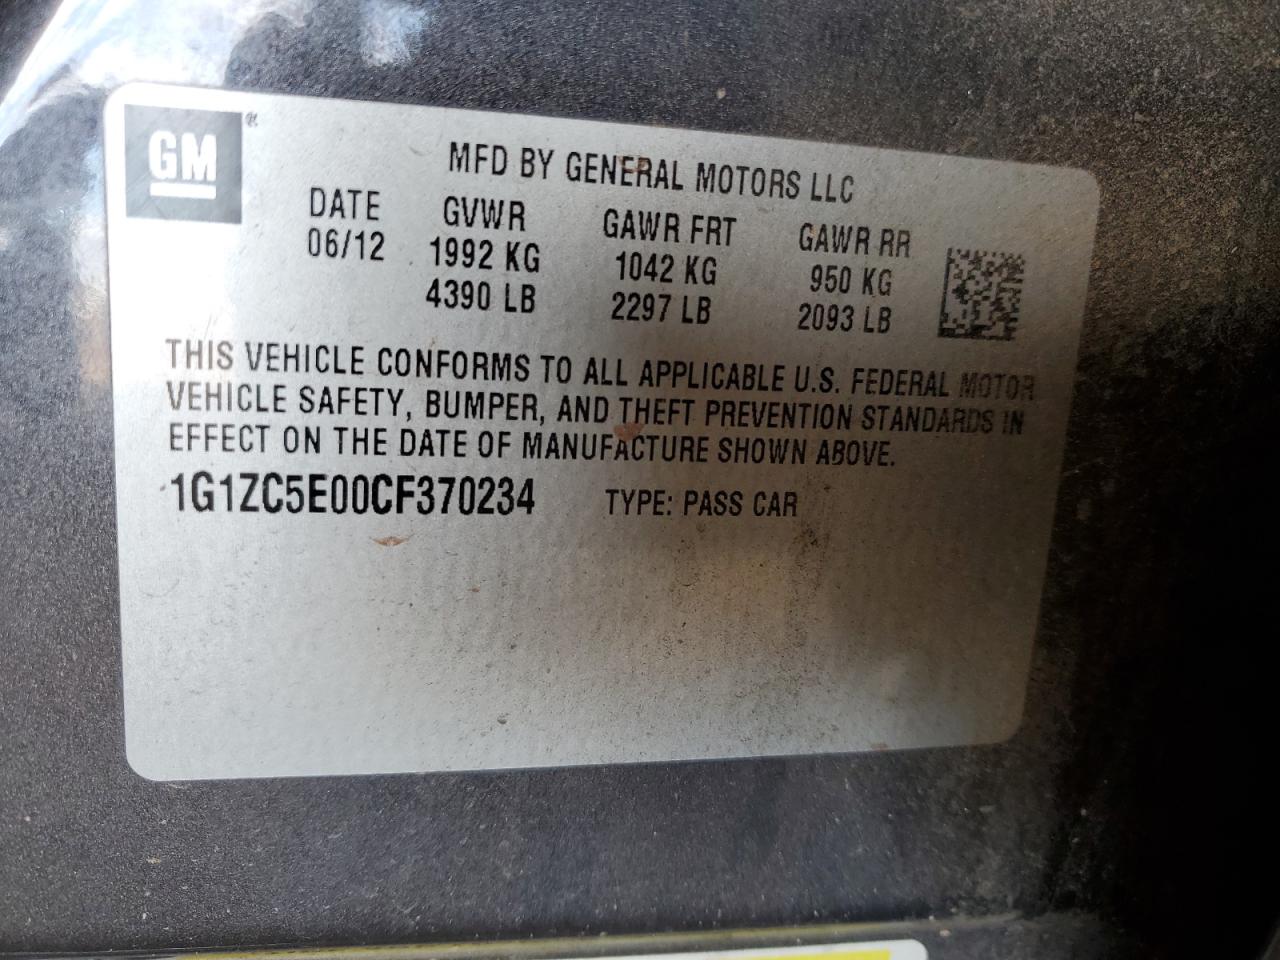 GM ®
MFD BY GENERAL MOTORS LLC
DATE GVWR GAWR FRT GAWR RR
06/12 1992 KG 1042 KG 950 KG
4390 LB 2297 LB 2093 LB
THIS VEHICLE CONFORMS TO ALL APPLICABLE U.S. FEDERAL MOTOR
VEHICLE SAFETY, BUMPER, AND THEFT PREVENTION STANDARDS IN
EFFECT ON THE DATE OF MANUFACTURE SHOWN ABOVE.
1G1ZC5E00CF370234 TYPE: PASS CAR